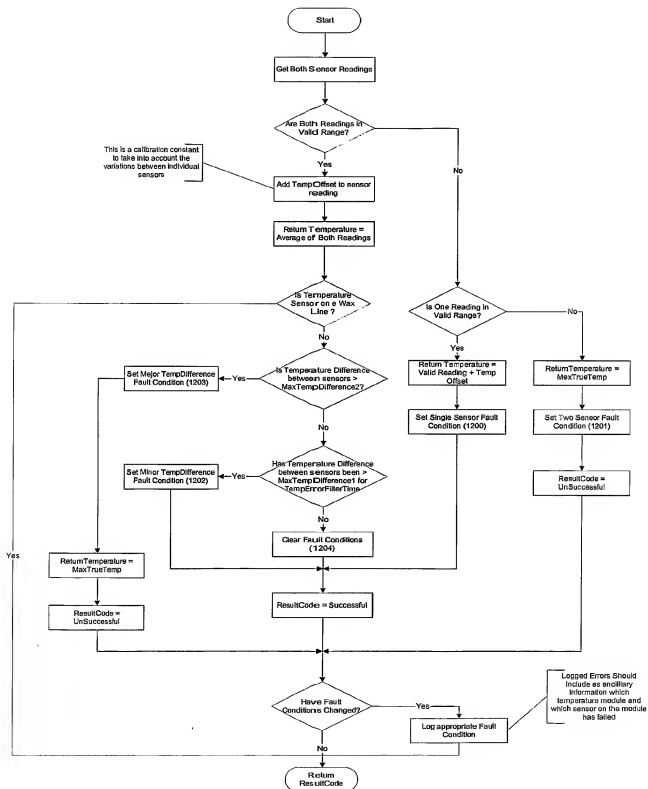 Start
Get Both Sensor Readings
Are Both Readings in
Valid Range?
This is a calibration constant
to take into account the
variations between individual
sensors
Yes
No
Add TempOffset to sensor
reading
Return Temperature =
Average of Both Readings
Is Temperature
Sensor on e Wax
Line ?
Is One Reading in
Valid Range?
No
No
Yes
Set Mejor TempDifference
Fault Condition (1203)
Yes
Is Temperature Difference
between sensors >
MaxTempDifference2?
Return Temperature =
Valid Reading + Temp
Offset
ReturnTemperature =
MexTrueTemp
Set Single Sensor Fault
Condition (1200)
Set Two Sensor Fault
Condition (1201)
No
Set Minor TempDifference
Fault Condition (1202)
Yes
Has Temperature Difference
between sensors been >
MaxTempDifference1 for
TempErrorFilterTime
ResultCode =
UnSuccessful
No
Clear Fault Conditions
(1204)
Yes
ReturnTemperature =
MaxTrueTemp
ResultCode =
UnSuccessful
ResultCode = Successful
Have Fault
Conditions Changed?
Yes
Log appropriate Fault
Condition
Logged Errors Should
include as ancilliary
information which
temperature module and
which sensor on the module
has failed
No
Return
ResultCode